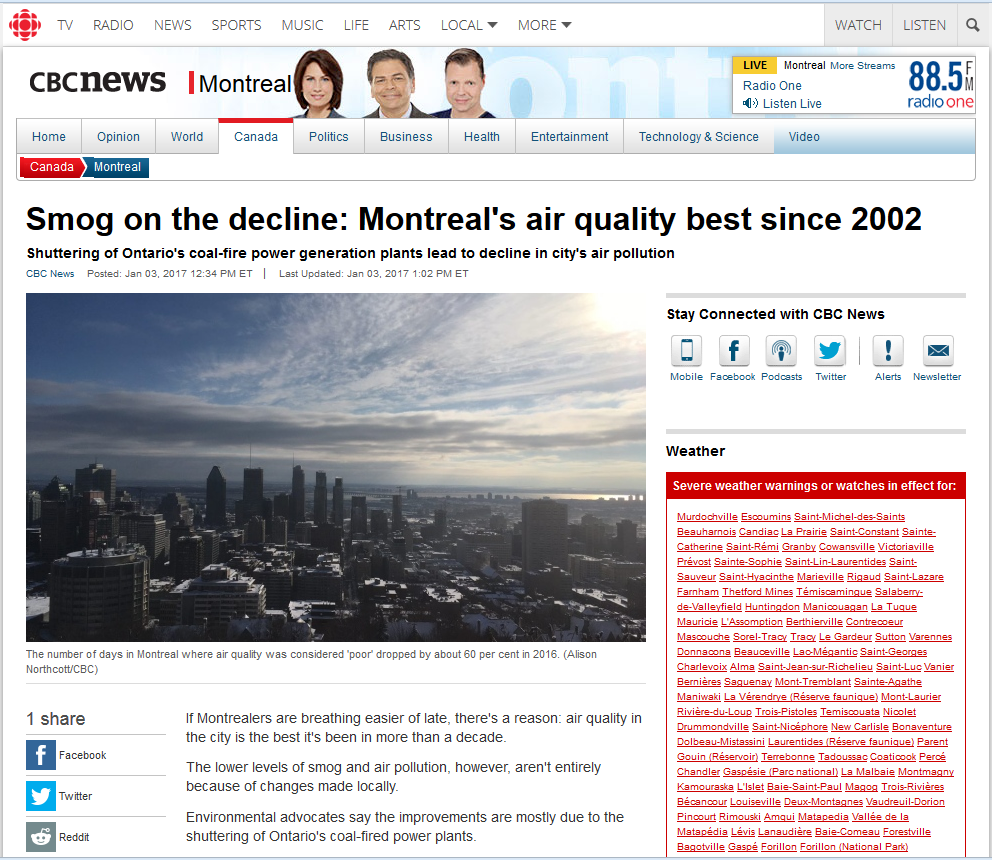 TV RADIO NEWS SPORTS MUSIC LIFE ARTS LOCAL MORE WATCH LISTEN
CBCnews Montreal
LIVE Montreal More Streams
Radio One
Listen Live
88.5 FM
radio one
Home Opinion World Canada Politics Business Health Entertainment Technology & Science Video
Canada Montreal
Smog on the decline: Montreal's air quality best since 2002
Shuttering of Ontario's coal-fire power generation plants lead to decline in city's air pollution
CBC News Posted: Jan 03, 2017 12:34 PM ET | Last Updated: Jan 03, 2017 1:02 PM ET
The number of days in Montreal where air quality was considered 'poor' dropped by about 60 per cent in 2016. (Alison
Northcott/CBC)
1 share
Facebook
Twitter
Reddit
If Montrealers are breathing easier of late, there's a reason: air quality in
the city is the best it's been in more than a decade.
The lower levels of smog and air pollution, however, aren't entirely
because of changes made locally.
Environmental advocates say the improvements are mostly due to the
shuttering of Ontario's coal-fired power plants.
Stay Connected with CBC News
Mobile Facebook Podcasts Twitter Alerts Newsletter
Weather
Severe weather warnings or watches in effect for:
Murdochville Escoumins Saint-Michel-des-Saints
Beauharnois Candiac La Prairie Saint-Constant Sainte-
Catherine Saint-Rémi Granby Cowansville Victoriaville
Prévost Sainte-Sophie Saint-Lin-Laurentides Saint-
Sauveur Saint-Hyacinthe Marieville Rigaud Saint-Lazare
Farnham Thetford Mines Témiscamingue Salaberry-
de-Valleyfield Huntingdon Manicouagan La Tuque
Mauricie L'Assomption Berthierville Contrecoeur
Mascouche Sorel-Tracy Tracy Le Gardeur Sutton Varennes
Donnacona Beauceville Lac-Mégantic Saint-Georges
Charlevoix Alma Saint-Jean-sur-Richelieu Saint-Luc Vanier
Bernières Saguenay Mont-Tremblant Sainte-Agathe
Maniwaki La Vérendrye (Réserve faunique) Mont-Laurier
Rivière-du-Loup Trois-Pistoles Temiscouata Nicolet
Drummondville Saint-Nicéphore New Carlisle Bonaventure
Dolbeau-Mistassini Laurentides (Réserve faunique) Parent
Gouin (Réservoir) Terrebonne Tadoussac Coaticook Percé
Chandler Gaspésie (Parc national) La Malbaie Montmagny
Kamouraska L'Islet Baie-Saint-Paul Magog Trois-Rivières
Bécancour Louiseville Deux-Montagnes Vaudreuil-Dorion
Pincourt Rimouski Amqui Matapedia Vallée de la
Matapédia Lévis Lanaudière Baie-Comeau Forestville
Bagotville Gaspé Forillon Forillon (National Park)